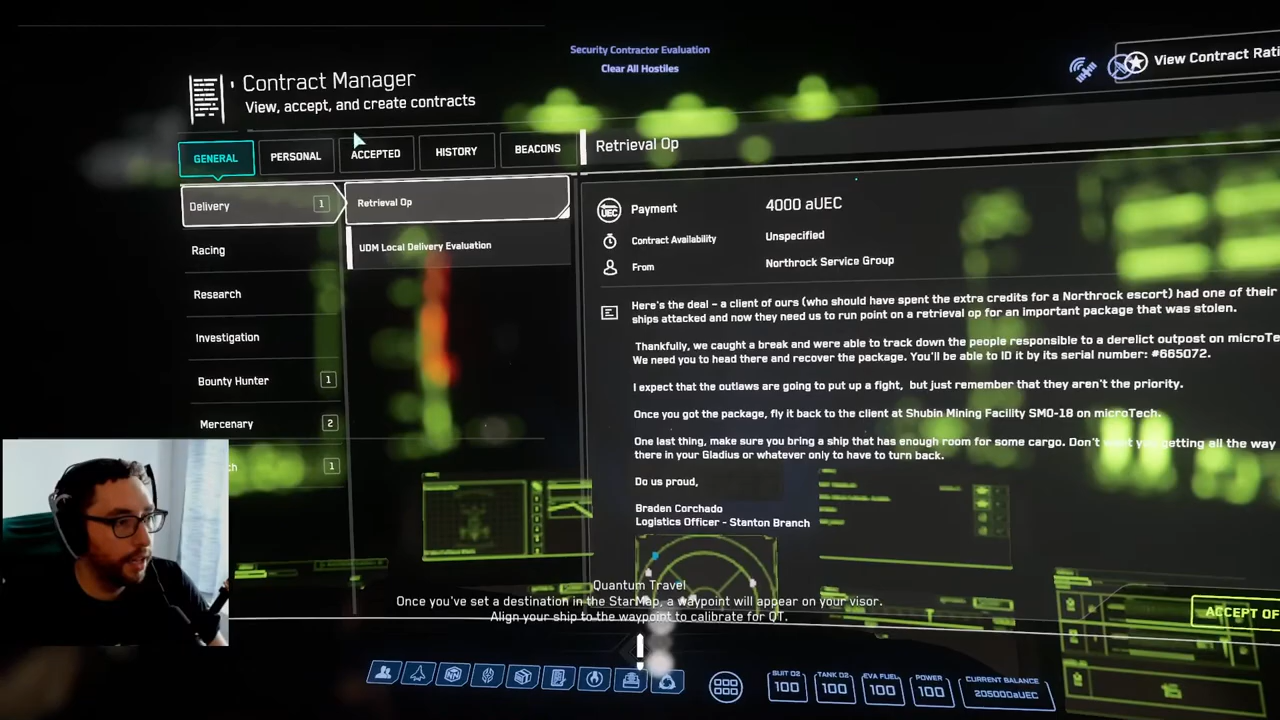 Security Contractor Evaluation
Clear All Hostiles
View Contract
Contract Manager
View, accept, and create contracts
GENERAL
PERSONAL
ACCEPTED
HISTORY
BEACONS
Delivery
1
Racing
Research
Investigation
Bounty Hunter
1
Mercenary
2
1
Retrieval Op
UDM Local Delivery Evaluation
Retrieval Op
UEC
Payment
4000 aUEC
Contract Availability
Unspecified
From
Northrock Service Group
Here's the deal – a client of ours (who should have spent the extra credits for a Northrock escort) had one of their
ships attacked and now they need us to run point on a retrieval op for an important package that was stolen.
Thankfully, we caught a break and were able to track down the people responsible to a derelict outpost on microTe
We need you to head there and recover the package. You'll be able to ID it by its serial number: #665072.
I expect that the outlaws are going to put up a fight, but just remember that they aren't the priority.
Once you got the package, fly it back to the client at Shubin Mining Facility SMO-18 on microTech.
One last thing, make sure you bring a ship that has enough room for some cargo. Don't want you getting all the way
there in your Gladius or whatever only to have to turn back.
Do us proud,
Braden Corchado
Logistics Officer - Stanton Branch
Quantum Travel
Once you've set a destination in the StarMap, a waypoint will appear on your visor.
Align your ship to the waypoint to calibrate for QT.
ACCEPT OF
SUIT O2
100
TANK O2
100
EVA FUEL
100
POWER
100
CURRENT BALANCE
205000aUEC